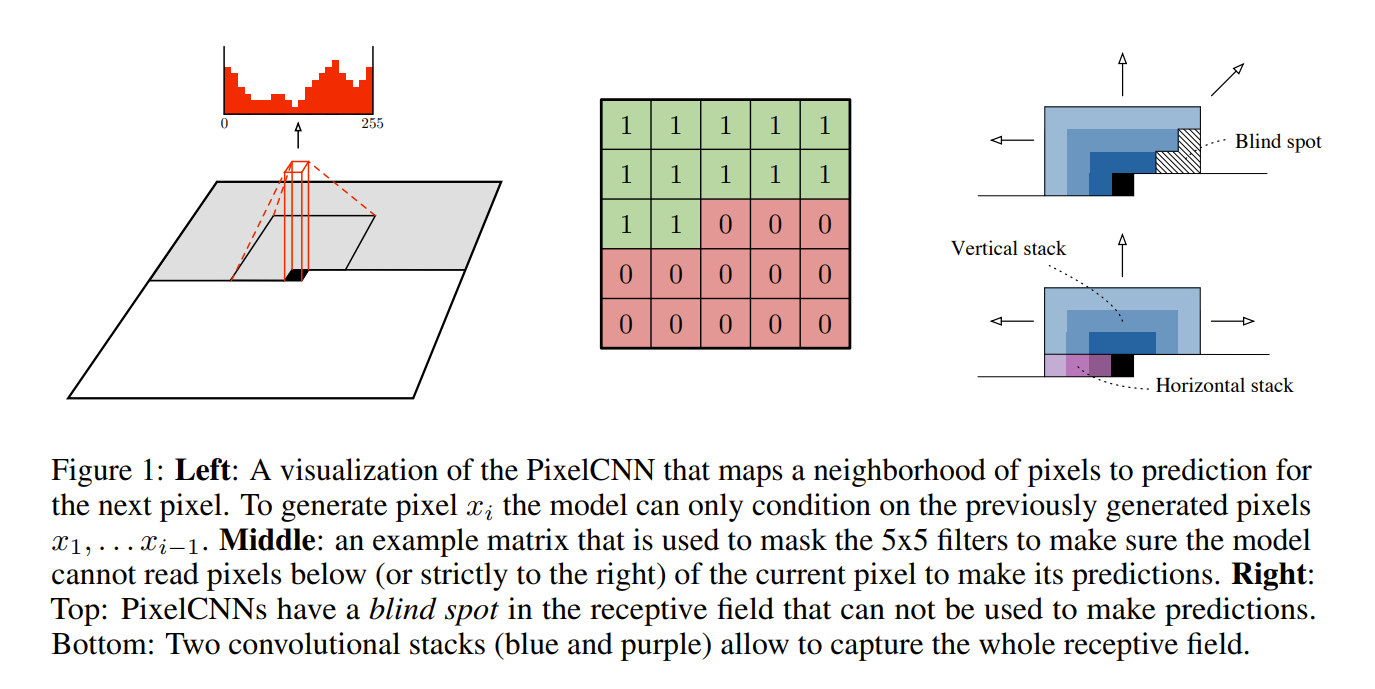 0
255
1 1 1 1 1
1 1 1 1 1
1 1 0 0 0
0 0 0 0 0
0 0 0 0 0
Blind spot
Vertical stack
Horizontal stack
Figure 1: Left: A visualization of the PixelCNN that maps a neighborhood of pixels to prediction for
the next pixel. To generate pixel xᵢ the model can only condition on the previously generated pixels
x₁, . . . xᵢ₋₁. Middle: an example matrix that is used to mask the 5x5 filters to make sure the model
cannot read pixels below (or strictly to the right) of the current pixel to make its predictions. Right:
Top: PixelCNNs have a blind spot in the receptive field that can not be used to make predictions.
Bottom: Two convolutional stacks (blue and purple) allow to capture the whole receptive field.